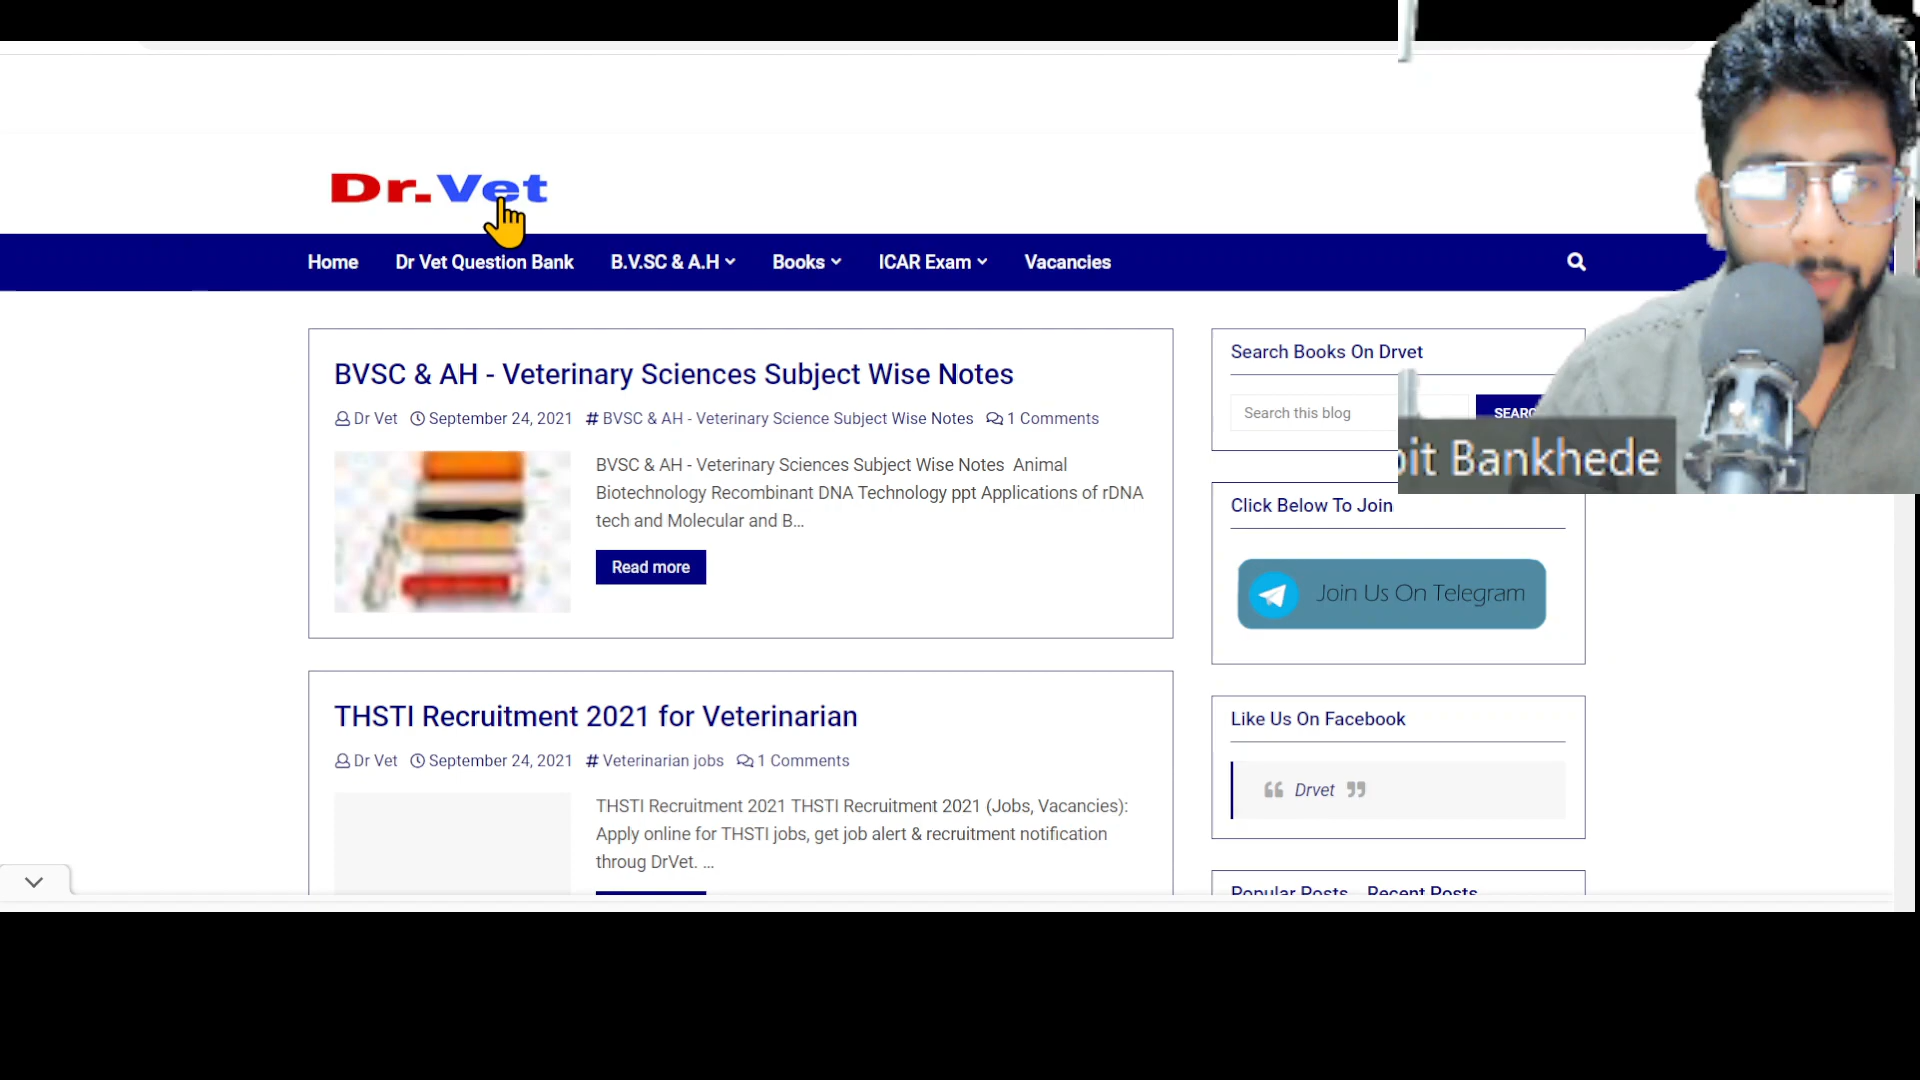 Dr.Vet
Home Dr Vet Question Bank B.V.SC & A.H Books ICAR Exam Vacancies
BVSC & AH - Veterinary Sciences Subject Wise Notes
Dr Vet September 24, 2021 # BVSC & AH - Veterinary Science Subject Wise Notes 1 Comments
BVSC & AH - Veterinary Sciences Subject Wise Notes Animal
Biotechnology Recombinant DNA Technology ppt Applications of rDNA
tech and Molecular and B...
Read more
THSTI Recruitment 2021 for Veterinarian
Dr Vet September 24, 2021 # Veterinarian jobs 1 Comments
THSTI Recruitment 2021 THSTI Recruitment 2021 (Jobs, Vacancies):
Apply online for THSTI jobs, get job alert & recruitment notification
throug DrVet. ...
Search Books On Drvet
Search this blog
Bankhede
Click Below To Join
Join Us On Telegram
Like Us On Facebook
“ Drvet ”
Popular Posts Recent Posts